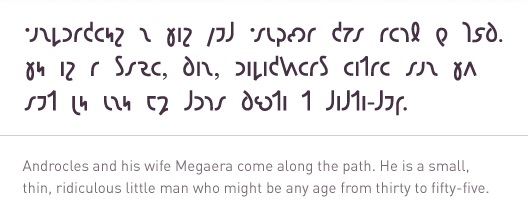 ·𐑨𐑯𐑛𐑮𐑩𐑒𐑤𐑰𐑟 𐑯 𐑣𐑦𐑟 𐑢𐑲𐑓 ·𐑥𐑩𐑜𐑽𐑩 𐑒𐑳𐑥 𐑩𐑤𐑪𐑙 𐑞 𐑐𐑭𐑔.
𐑣𐑰 𐑦𐑟 𐑩 𐑕𐑥𐑷𐑤, 𐑔𐑦𐑯, 𐑮𐑦𐑛𐑦𐑒𐑿𐑤𐑩𐑕 𐑤𐑦𐑑𐑩𐑤 𐑥𐑨𐑯 𐑣𐑵
𐑥𐑲𐑑 𐑚𐑰 𐑧𐑯𐑦 𐑱𐑡 𐑓𐑮𐑪𐑥 𐑔𐑻𐑑𐑦 𐑑 𐑓𐑦𐑓𐑑𐑦-𐑓𐑲𐑝.
Androcles and his wife Megaera come along the path. He is a small,
thin, ridiculous little man who might be any age from thirty to fifty-five.